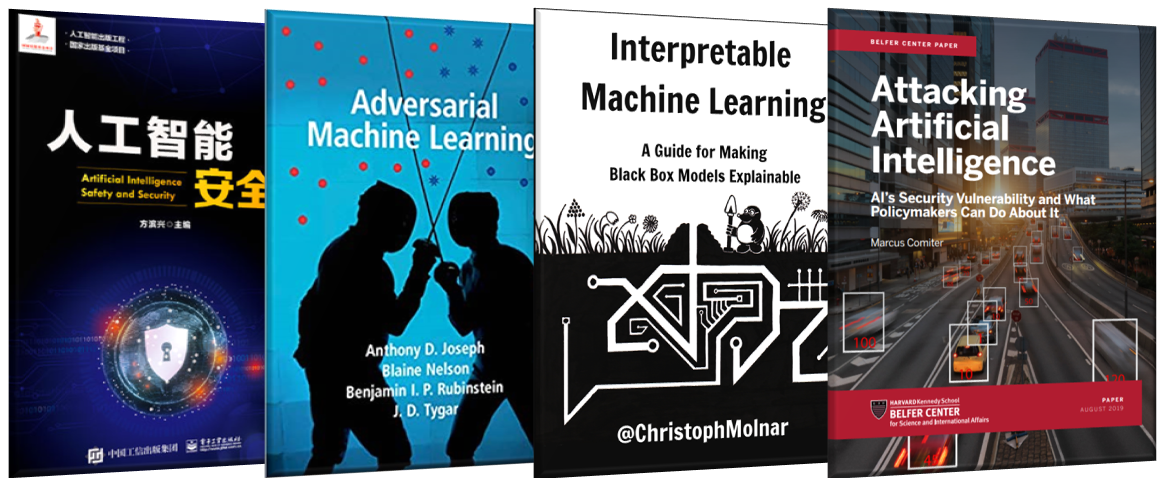 · 人工智能出版工程 ·
· 国家出版基金项目 ·
人工智能
Artificial Intelligence
Safety and Security
安全
方滨兴 ○ 主编
中国工信出版集团
电子工业出版社
Adversarial
Machine Learning
Anthony D. Joseph
Blaine Nelson
Benjamin I. P. Rubinstein
J. D. Tygar
Interpretable
Machine Learning
A Guide for Making
Black Box Models Explainable
@ChristophMolnar
BELFER CENTER PAPER
Attacking
Artificial
Intelligence
AI's Security Vulnerability and What
Policymakers Can Do About It
Marcus Comiter
100
10
120
HARVARD Kennedy School
BELFER CENTER
for Science and International Affairs
PAPER
AUGUST 2019